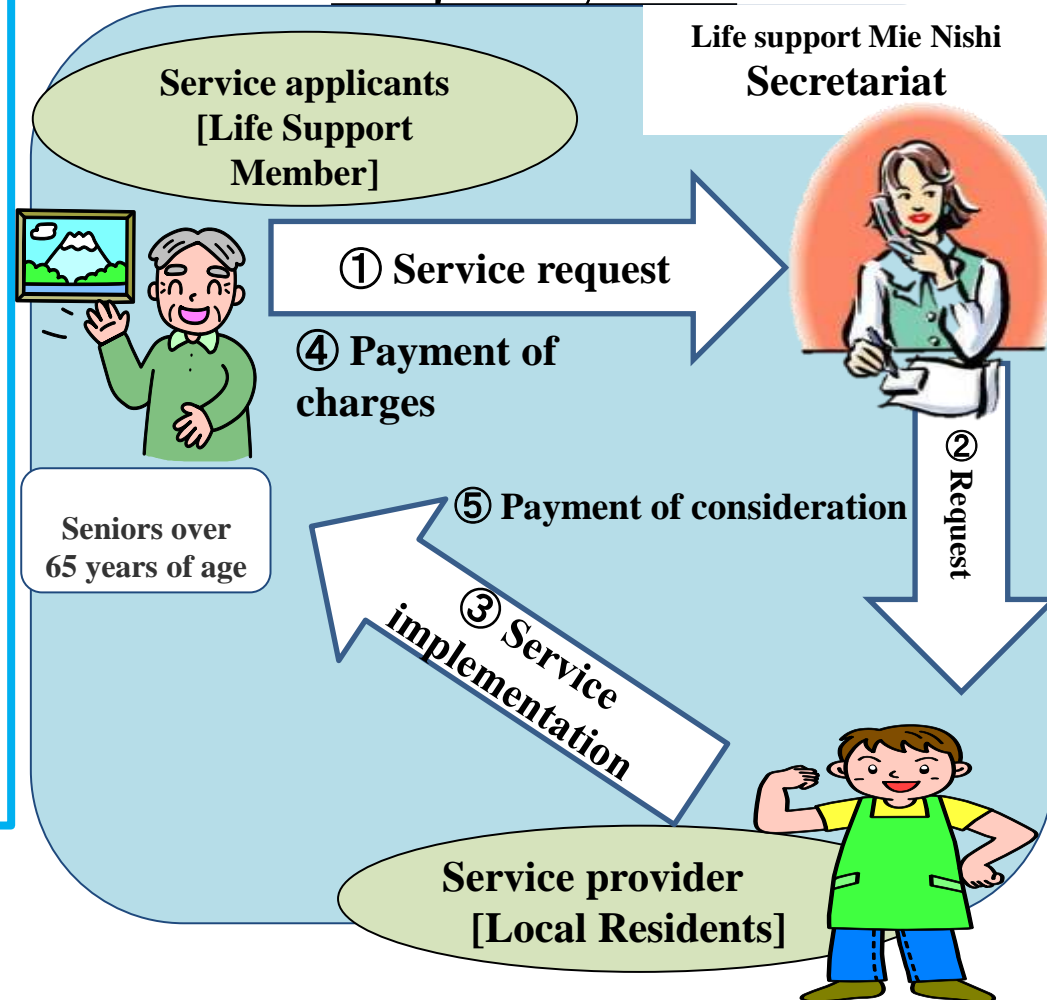 Life support Mie Nishi
Secretariat
Service applicants
[Life Support
Member]
① Service request
④ Payment of
charges
② Request
⑤ Payment of consideration
Seniors over
65 years of age
③ Service
implementation
Service provider
[Local Residents]